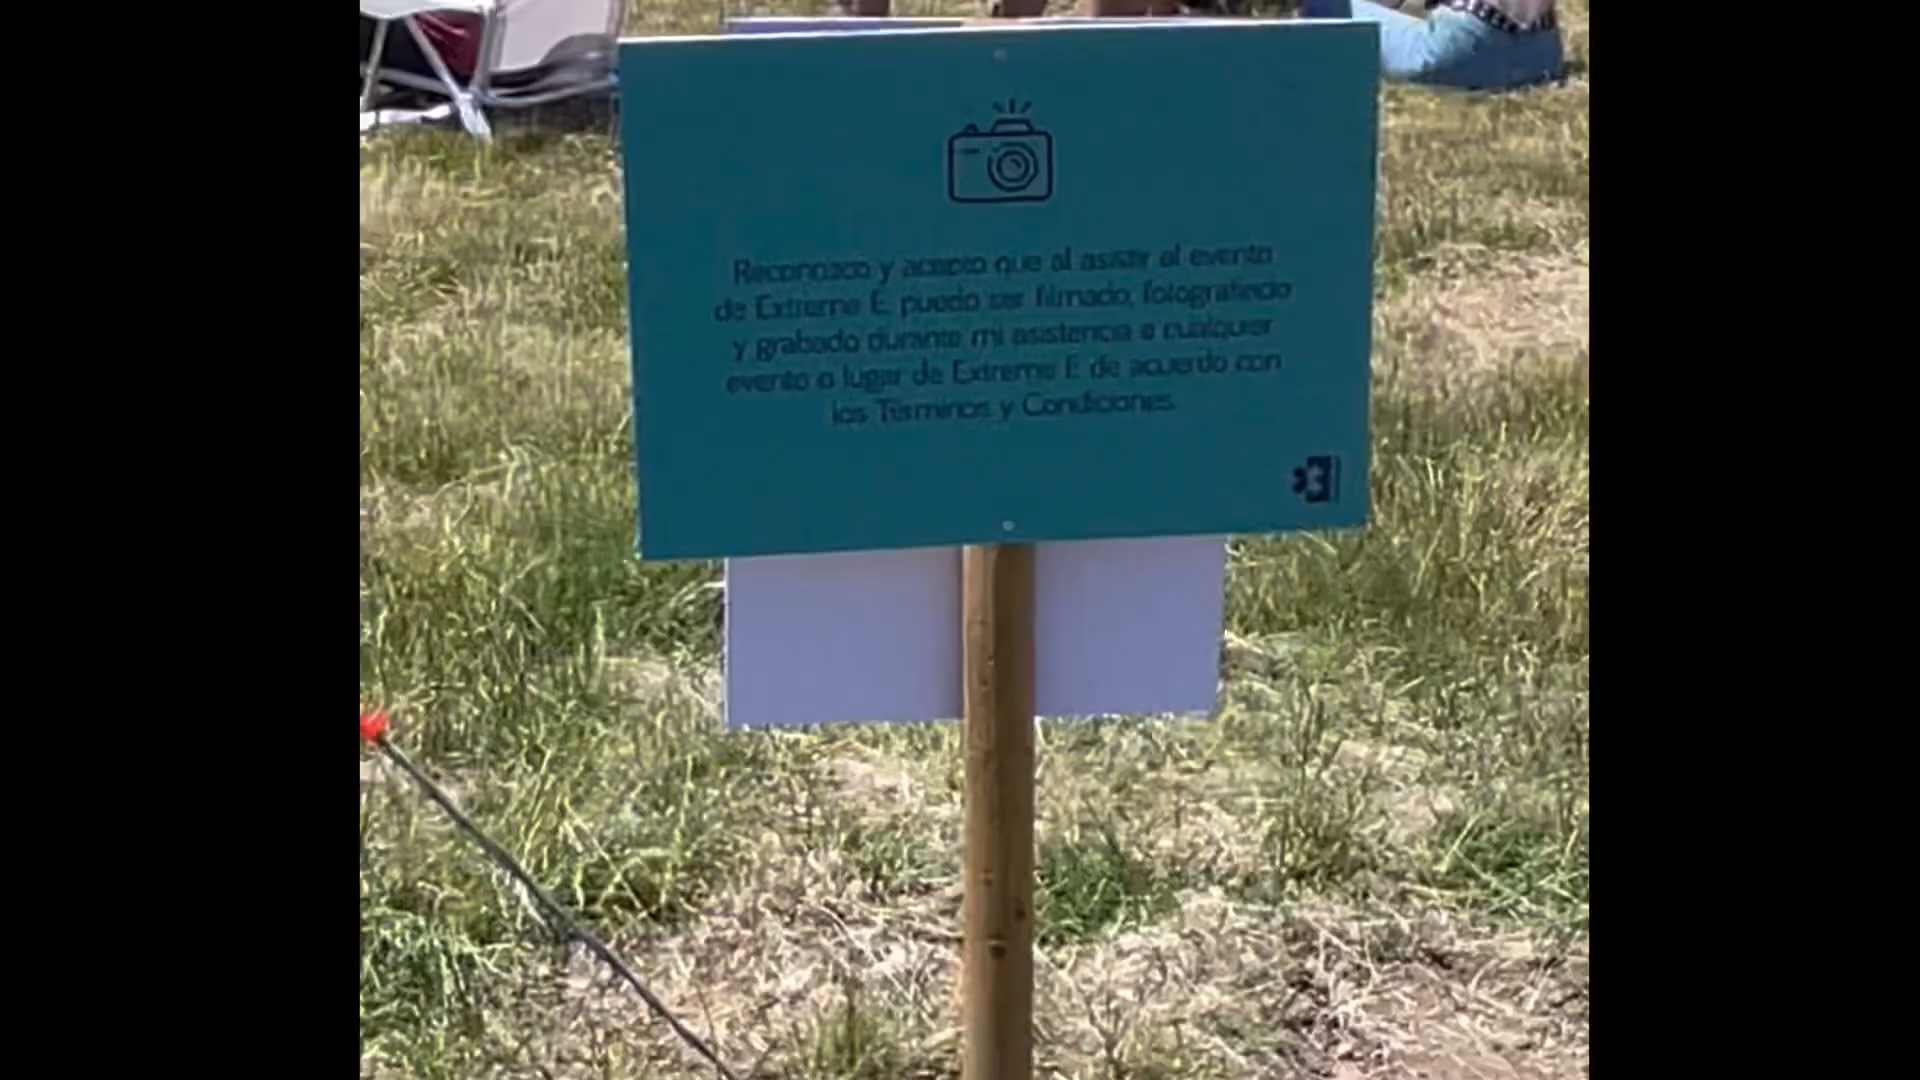 Reconozco y acepto que al asistir al evento
de Extreme E, puedo ser filmado, fotografiado
y grabado durante mi asistencia a cualquier
evento o lugar de Extreme E de acuerdo con
los Términos y Condiciones.